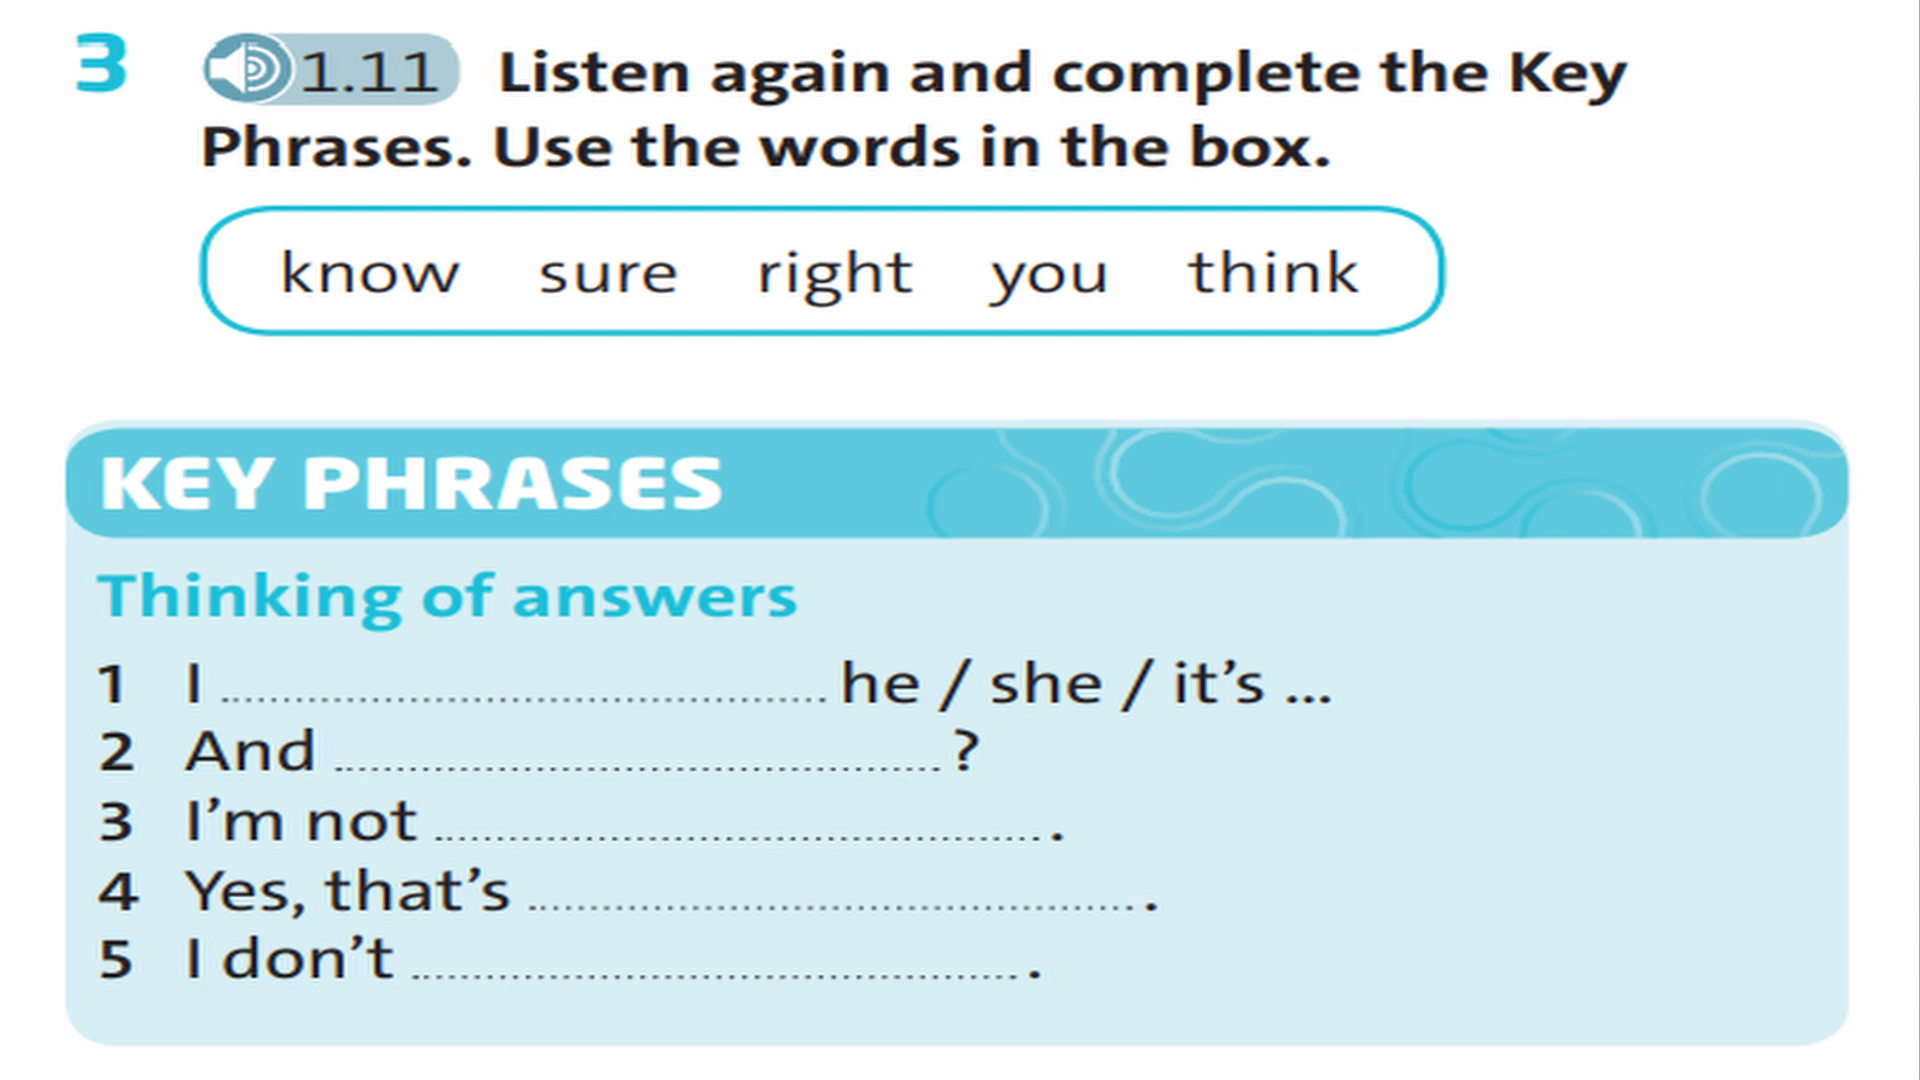 3 1.11 Listen again and complete the Key
Phrases. Use the words in the box.
know sure right you think
KEY PHRASES
Thinking of answers
1 I ........................................ he / she / it’s ...
2 And ........................................ ?
3 I’m not ........................................ .
4 Yes, that’s ........................................ .
5 I don’t ........................................ .